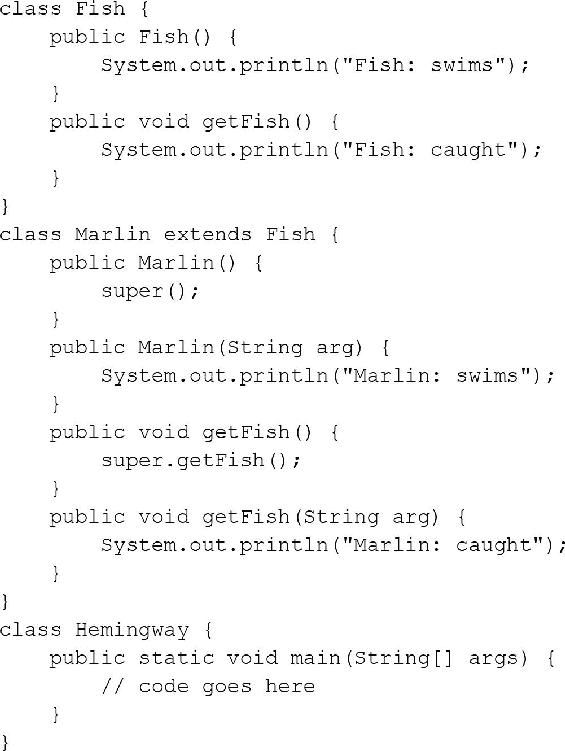 class Fish {
    public Fish() {
        System.out.println("Fish: swims");
    }
    public void getFish() {
        System.out.println("Fish: caught");
    }
}
class Marlin extends Fish {
    public Marlin() {
        super();
    }
    public Marlin(String arg) {
        System.out.println("Marlin: swims");
    }
    public void getFish() {
        super.getFish();
    }
    public void getFish(String arg) {
        System.out.println("Marlin: caught");
    }
}
class Hemingway {
    public static void main(String[] args) {
        // code goes here
    }
}